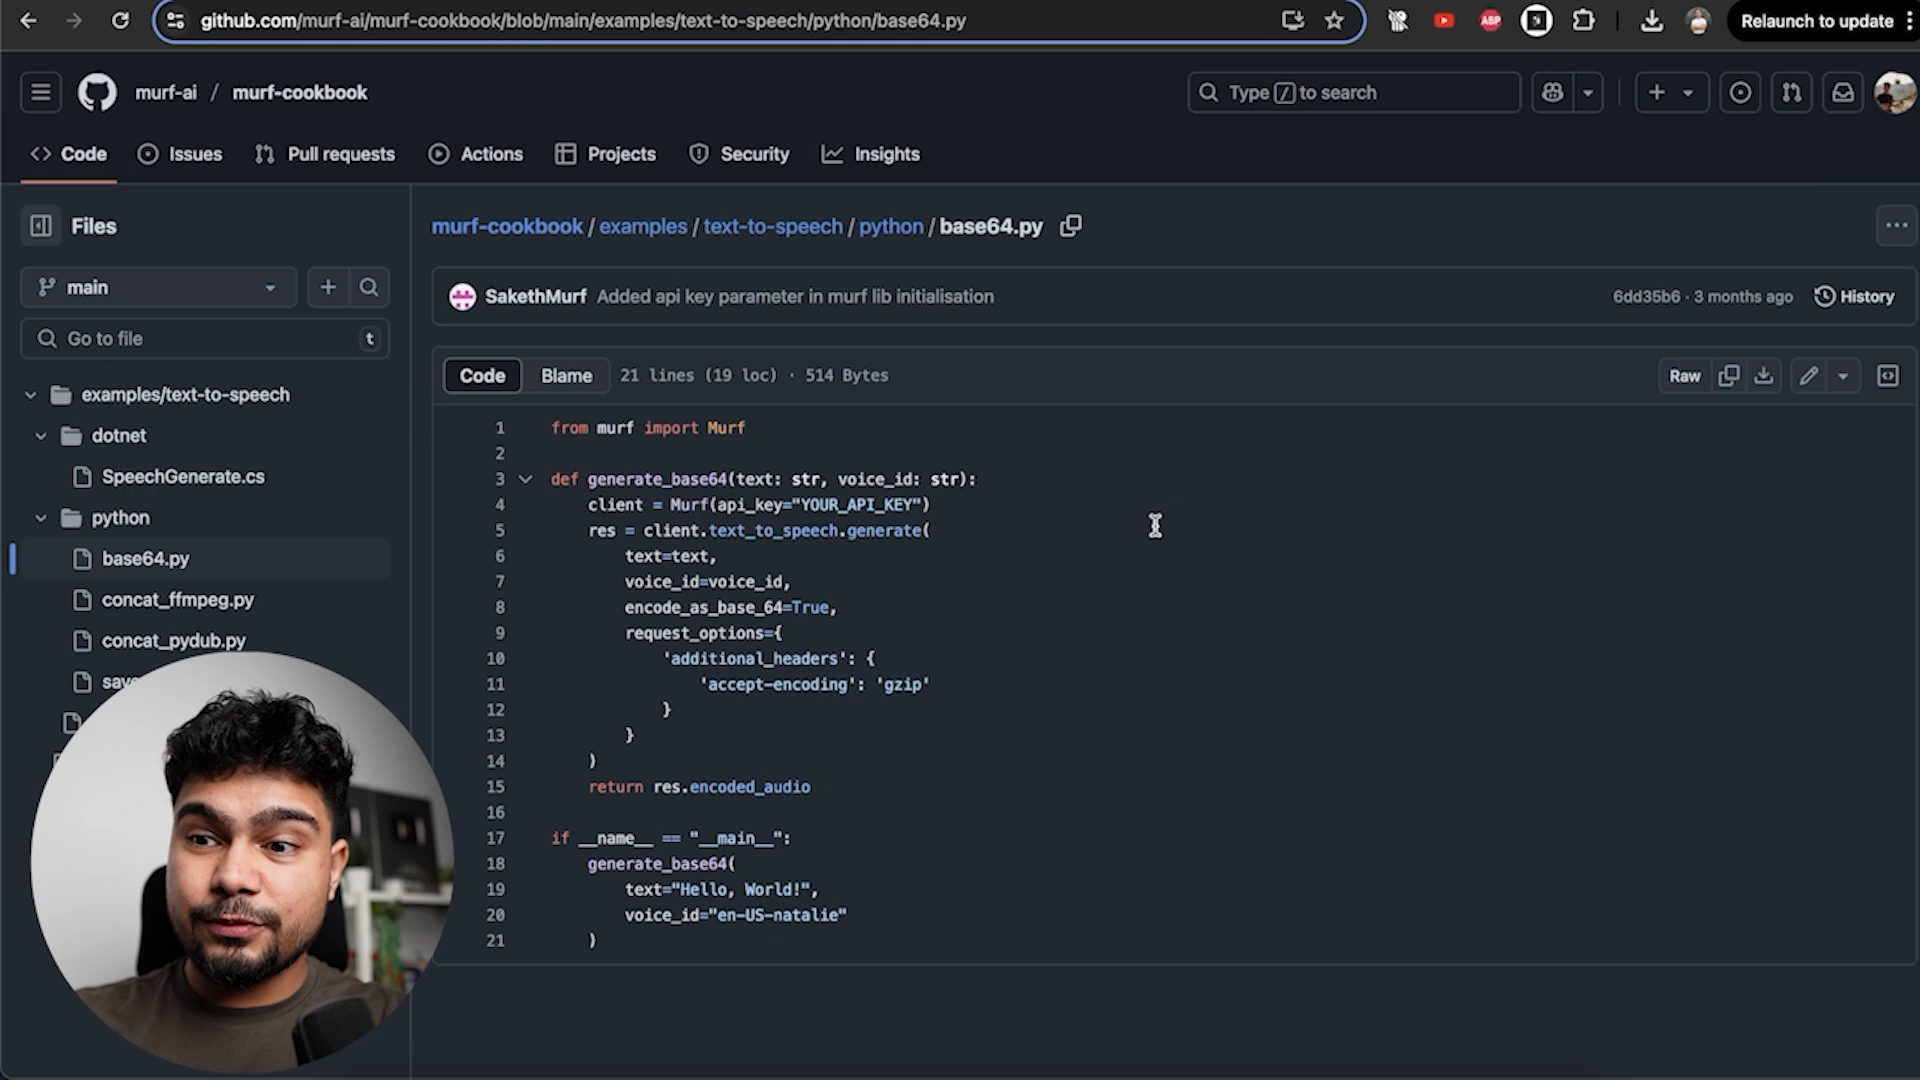 github.com/murf-ai/murf-cookbook/blob/main/examples/text-to-speech/python/base64.py
ABP
Relaunch to update
murf-ai / murf-cookbook
Type / to search
Code
Issues
Pull requests
Actions
Projects
Security
Insights
Files
main
Go to file
t
examples/text-to-speech
dotnet
SpeechGenerate.cs
python
base64.py
concat_ffmpeg.py
concat_pydub.py
murf-cookbook / examples / text-to-speech / python / base64.py
SakethMurf Added api key parameter in murf lib initialisation
6dd35b6 · 3 months ago
History
Code
Blame
21 lines (19 loc) · 514 Bytes
Raw
1 from murf import Murf
2
3 def generate_base64(text: str, voice_id: str):
4 client = Murf(api_key="YOUR_API_KEY")
5 res = client.text_to_speech.generate(
6 text=text,
7 voice_id=voice_id,
8 encode_as_base_64=True,
9 request_options={
10 'additional_headers': {
11 'accept-encoding': 'gzip'
12 }
13 }
14 )
15 return res.encoded_audio
16
17 if __name__ == "__main__":
18 generate_base64(
19 text="Hello, World!",
20 voice_id="en-US-natalie"
21 )